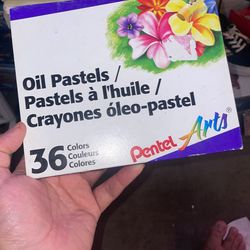 Oil Pastels /
Pastels à l'huile /
Crayones óleo-pastel
36 Colors
Couleurs
Colores
Pentel Arts